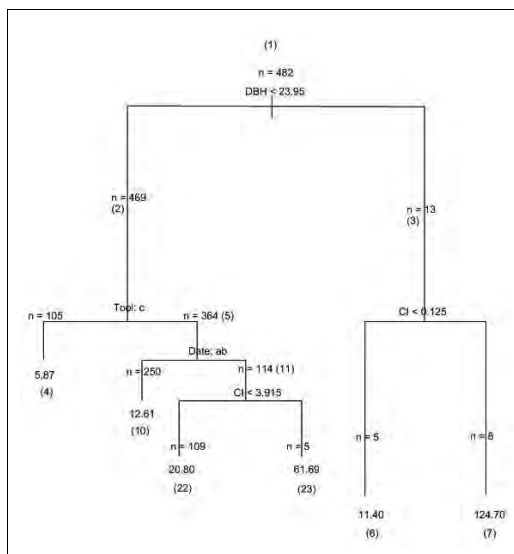 (1)
n = 482
DBH < 23.95
n = 469
(2)
n = 13
(3)
Tool: c
n = 105
n = 364 (5)
CI < 0.125
5.87
(4)
Date: ab
n = 250
n = 114 (11)
12.61
(10)
CI < 3.915
n = 109
n = 5
20.80
(22)
61.69
(23)
n = 5
n = 8
11.40
(6)
124.70
(7)